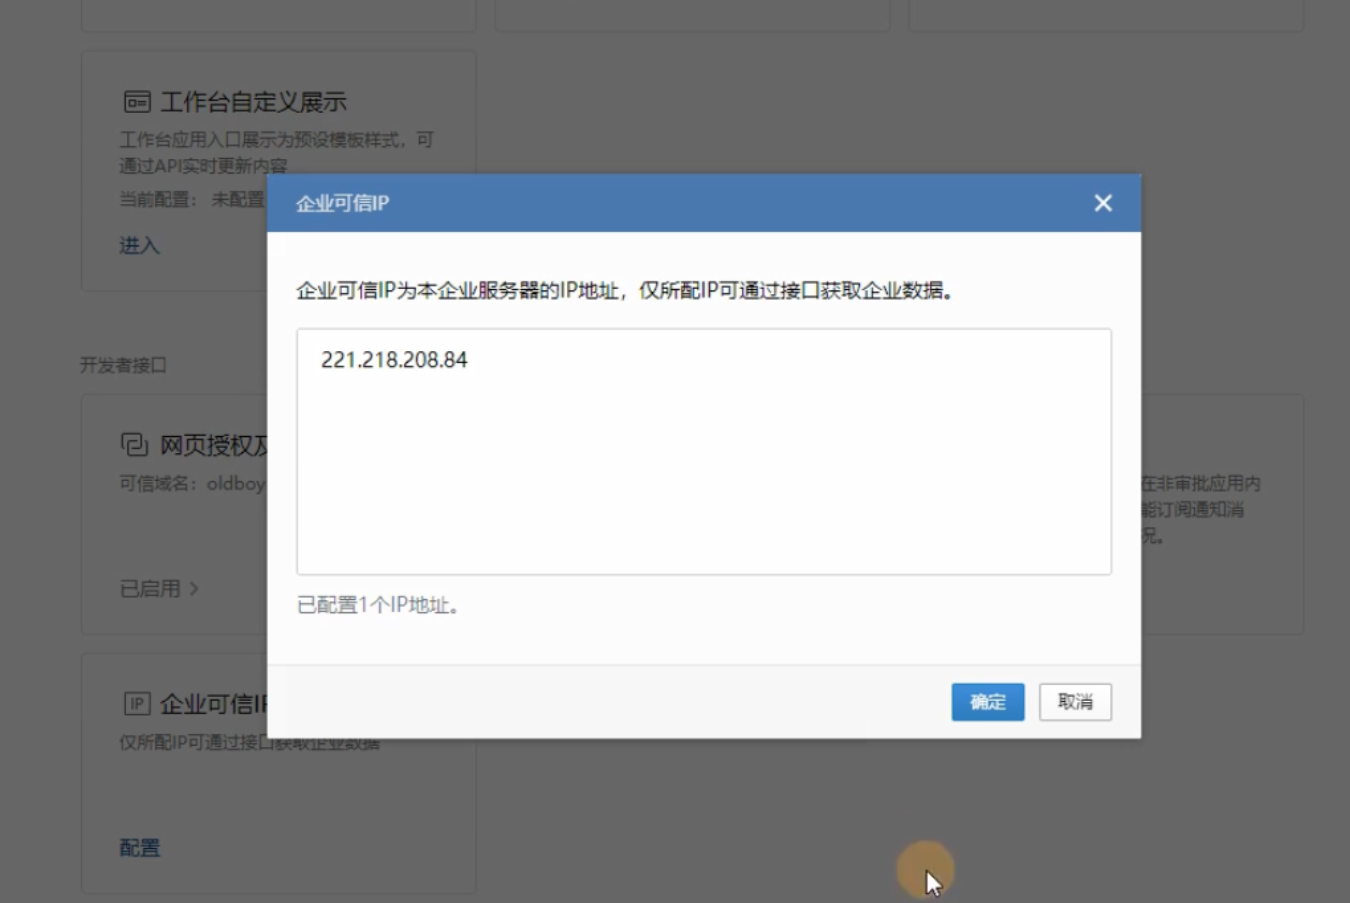 工作台自定义展示
工作台应用入口展示为预设模板样式，可
通过API实时更新内容
当前配置： 未配置
进入
企业可信IP
企业可信IP为本企业服务器的IP地址，仅所配IP可通过接口获取企业数据。
221.218.208.84
已配置1个IP地址。
确定
取消
开发者接口
网页授权及
可信域名：oldboy
已启用
在非审批应用内
能订阅通知消
况。
IP 企业可信IP
仅所配IP可通过接口获取企业数据
配置